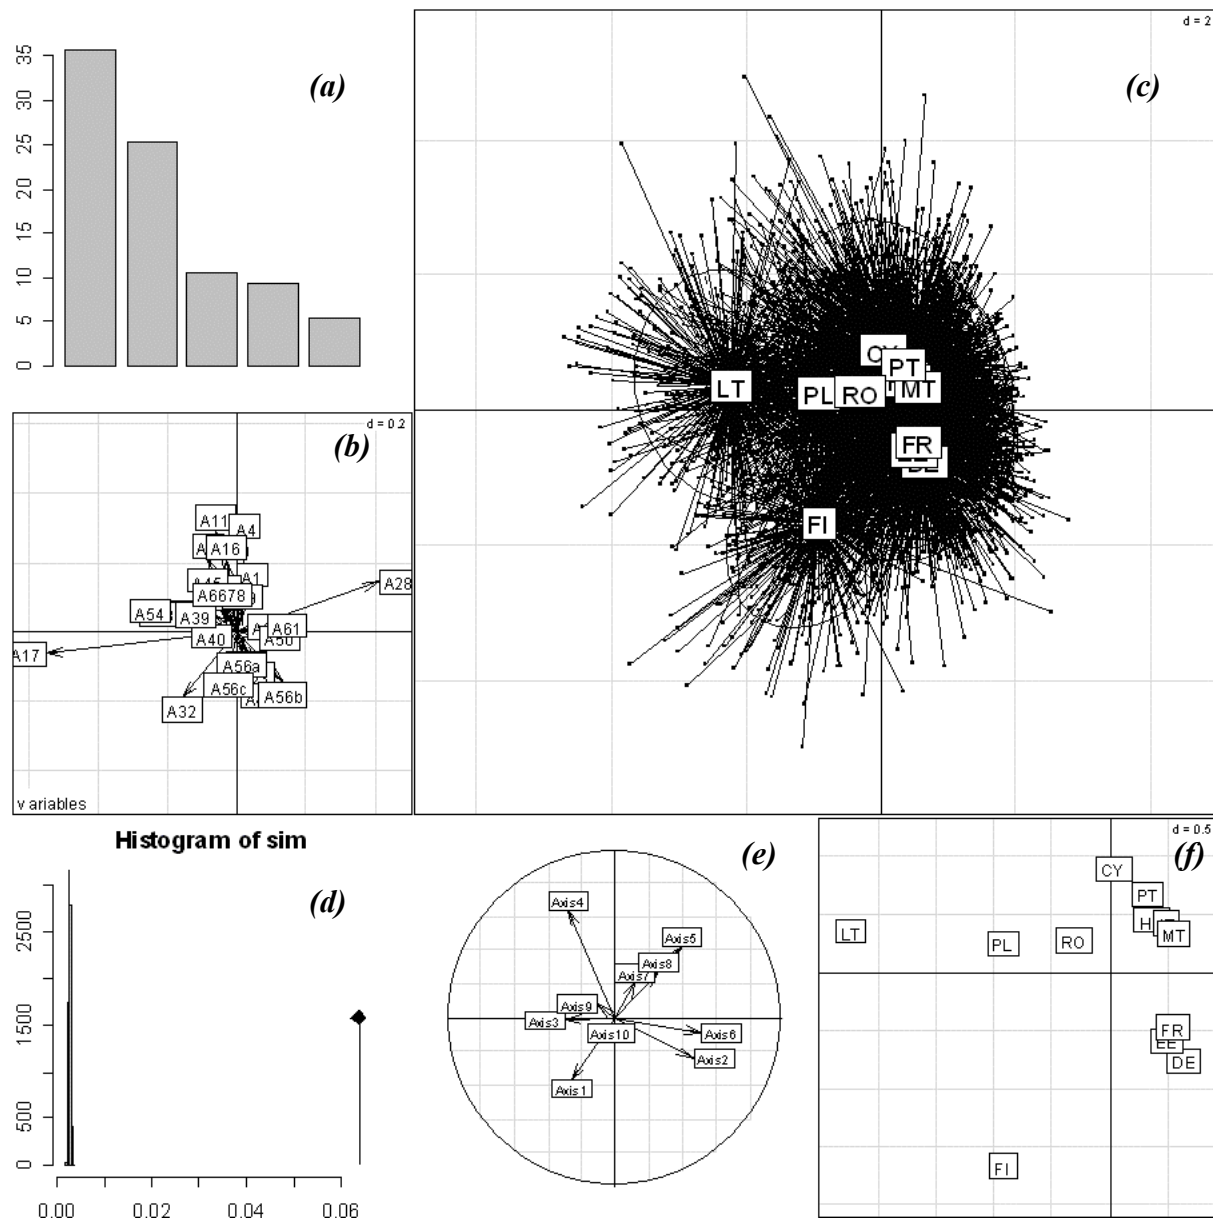 (a)
35
30
25
20
15
10
5
0
(b)
d = 0.2
A11
A4
A16
A1
A6678
A54
A39
A61
A40
A50
A17
A28
A56a
A56c
A56b
A32
variables
(c)
d = 2
CY
PT
LT
PL
RO
MT
FR
DE
FI
Histogram of sim
(d)
2500
1500
500
0
0.00
0.02
0.04
0.06
(e)
Axis4
Axis5
Axis8
Axis7
Axis9
Axis3
Axis10
Axis6
Axis2
Axis1
(f)
d = 0.5
CY
PT
LT
PL
RO
H
MT
FR
EE
DE
FI